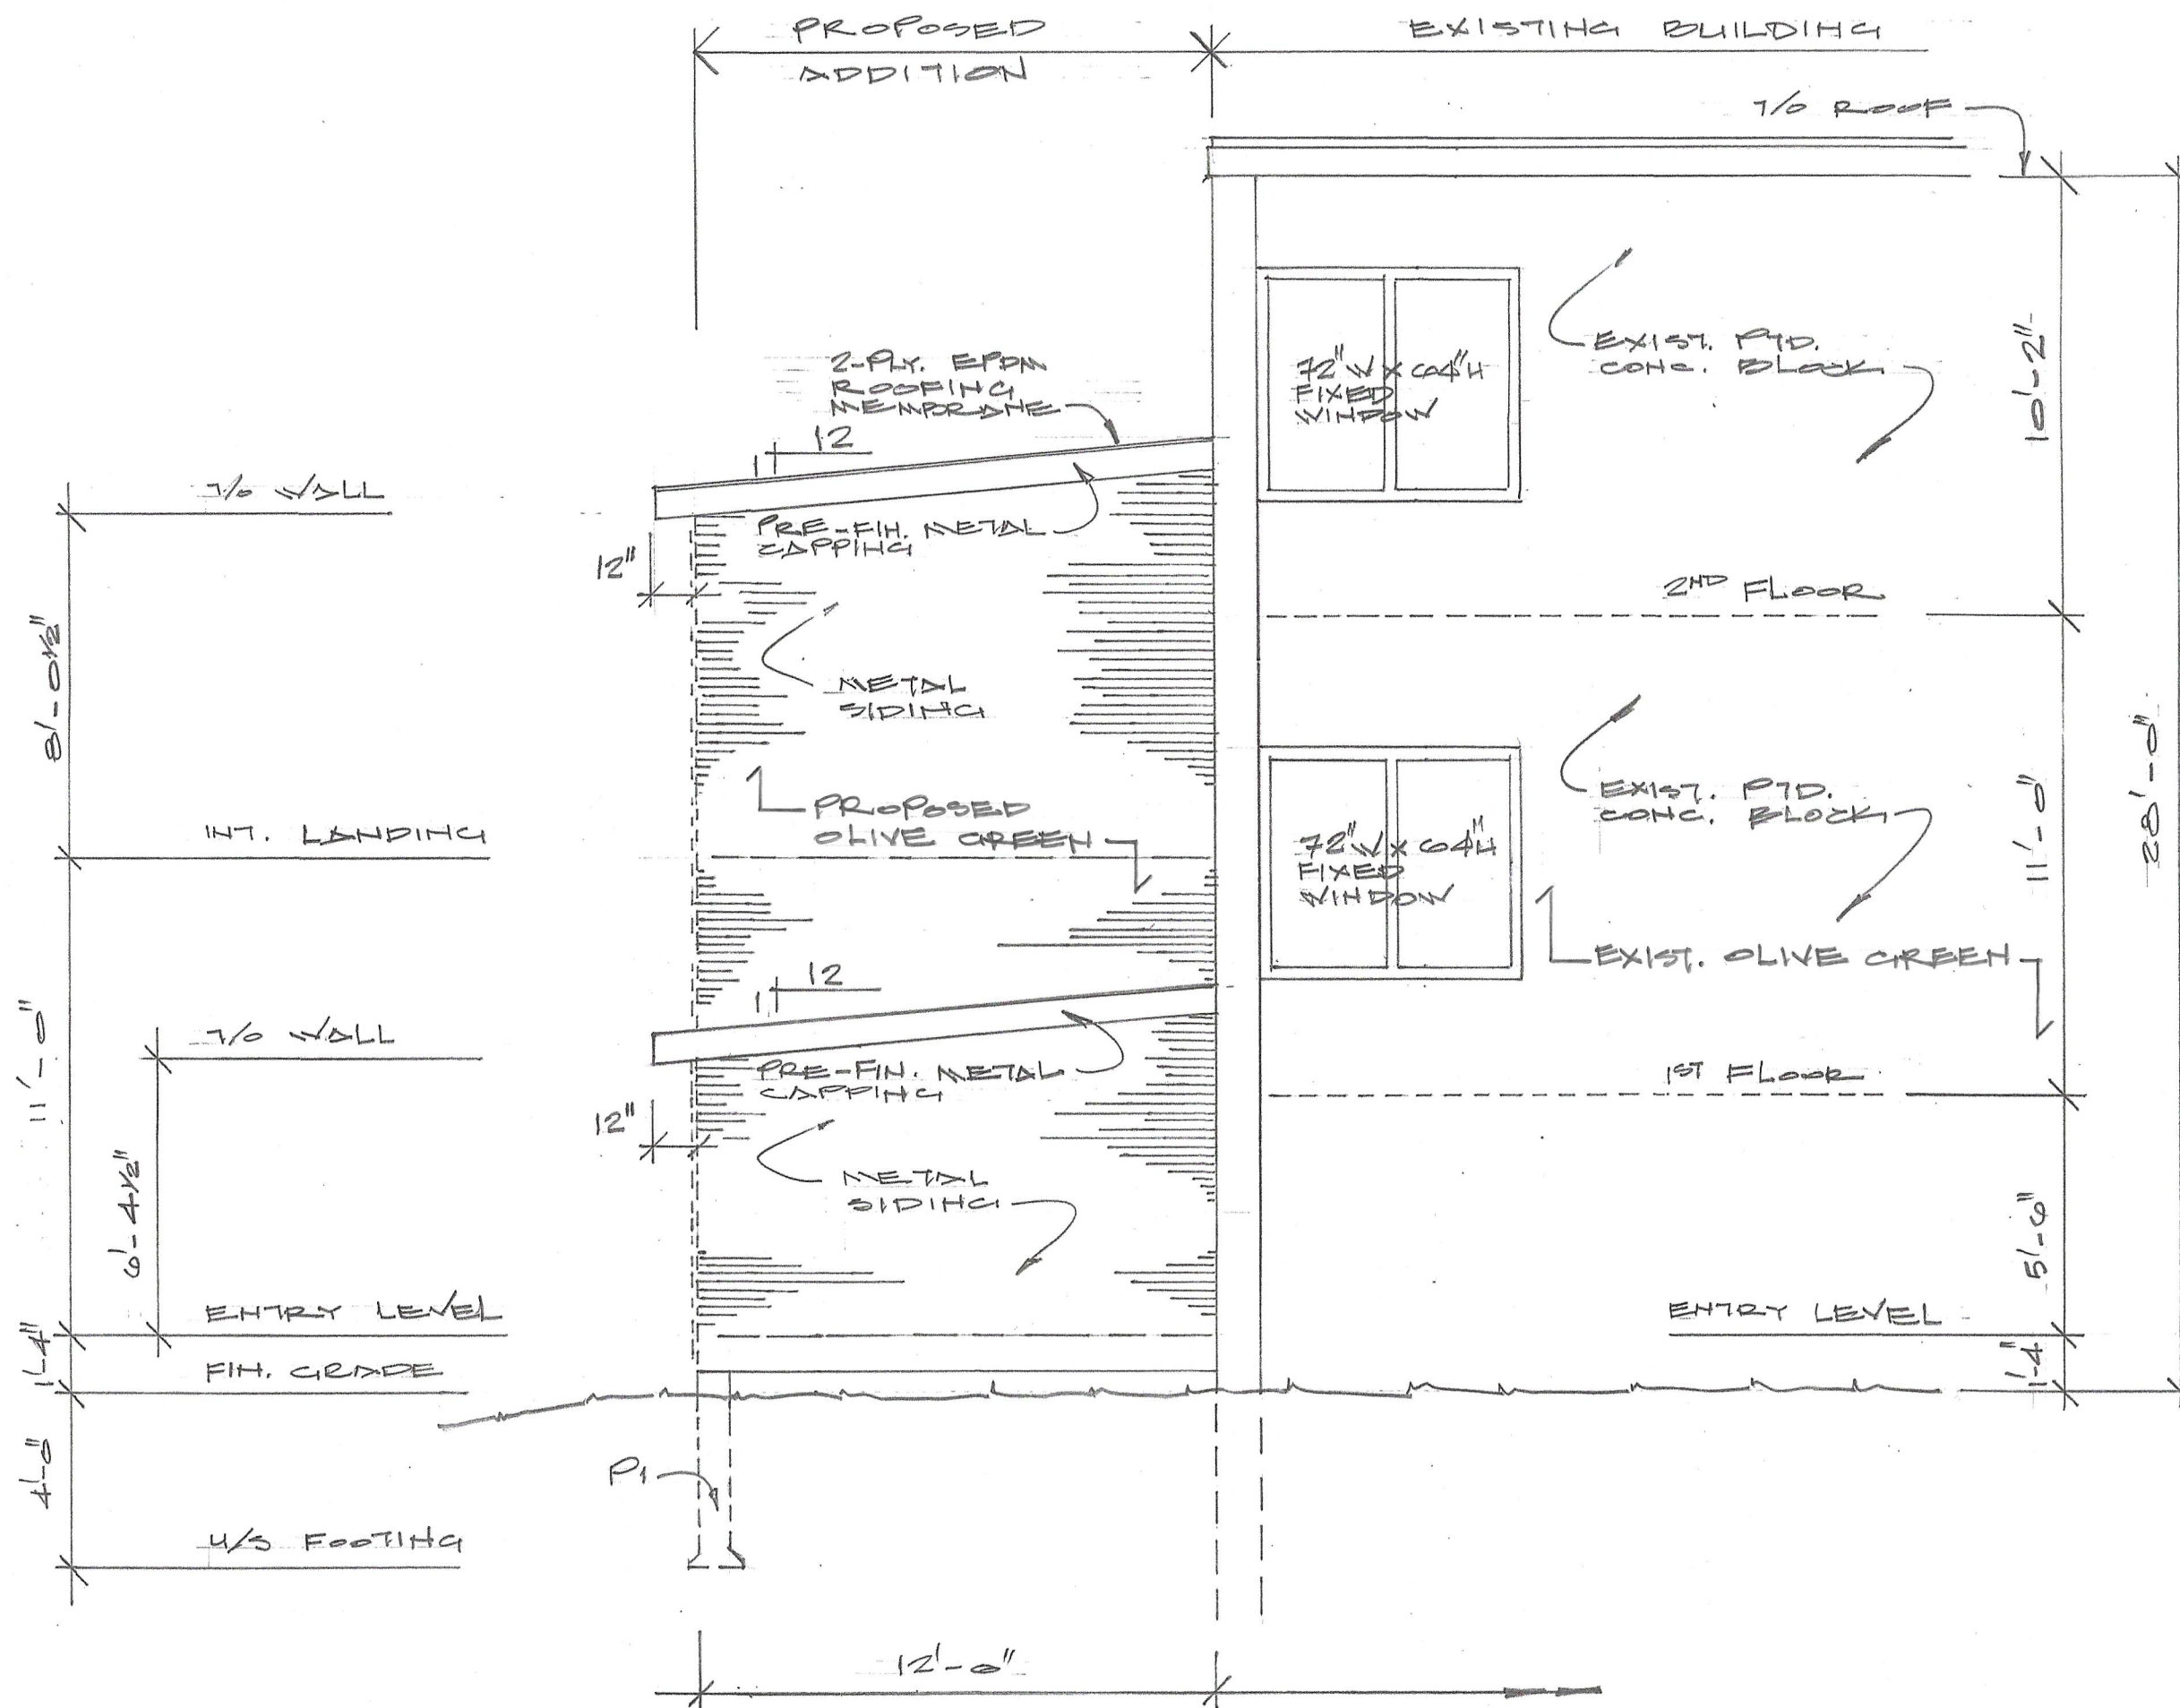 PROPOSED
ADDITION
EXISTING BUILDING
T/O ROOF
2-PLY. EPDM
ROOFING
MEMBRANE
12
1
72"W x 64"H
FIXED
WINDOW
EXIST. PTD.
CONC. BLOCK
10'-2"
T/O WALL
PRE-FIN. METAL
CAPPING
12"
2ND FLOOR
8'-0½"
METAL
SIDING
PROPOSED
OLIVE GREEN
INT. LANDING
72"W x 64"H
FIXED
WINDOW
EXIST. PTD.
CONC. BLOCK
11'-0"
28'-0"
EXIST. OLIVE GREEN
12
1
11'-0"
T/O WALL
PRE-FIN. METAL
CAPPING
12"
1ST FLOOR
6'-4½"
METAL
SIDING
5'-6"
ENTRY LEVEL
ENTRY LEVEL
1'-4"
FIN. GRADE
1'-4"
4'-0"
P1
U/S FOOTING
12'-0"